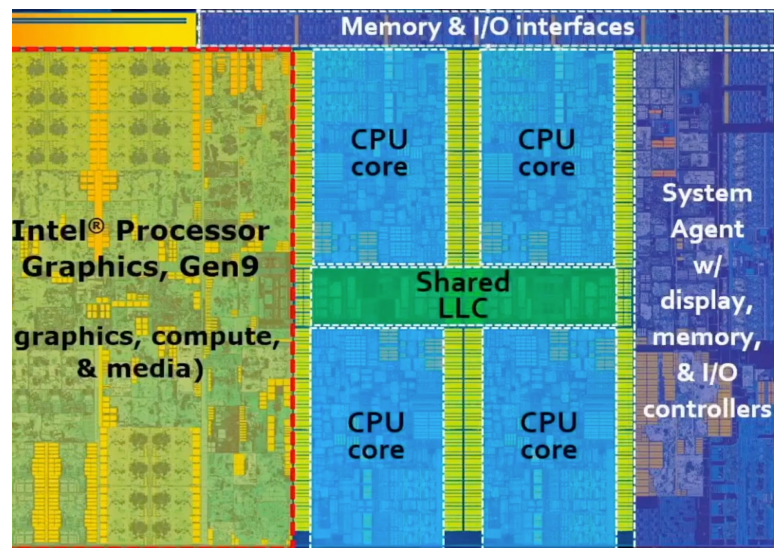 Memory & I/O interfaces
Intel® Processor
Graphics, Gen9
graphics, compute,
& media)
CPU
core
CPU
core
Shared
LLC
CPU
core
CPU
core
System
Agent
w/
display,
memory,
& I/O
controllers